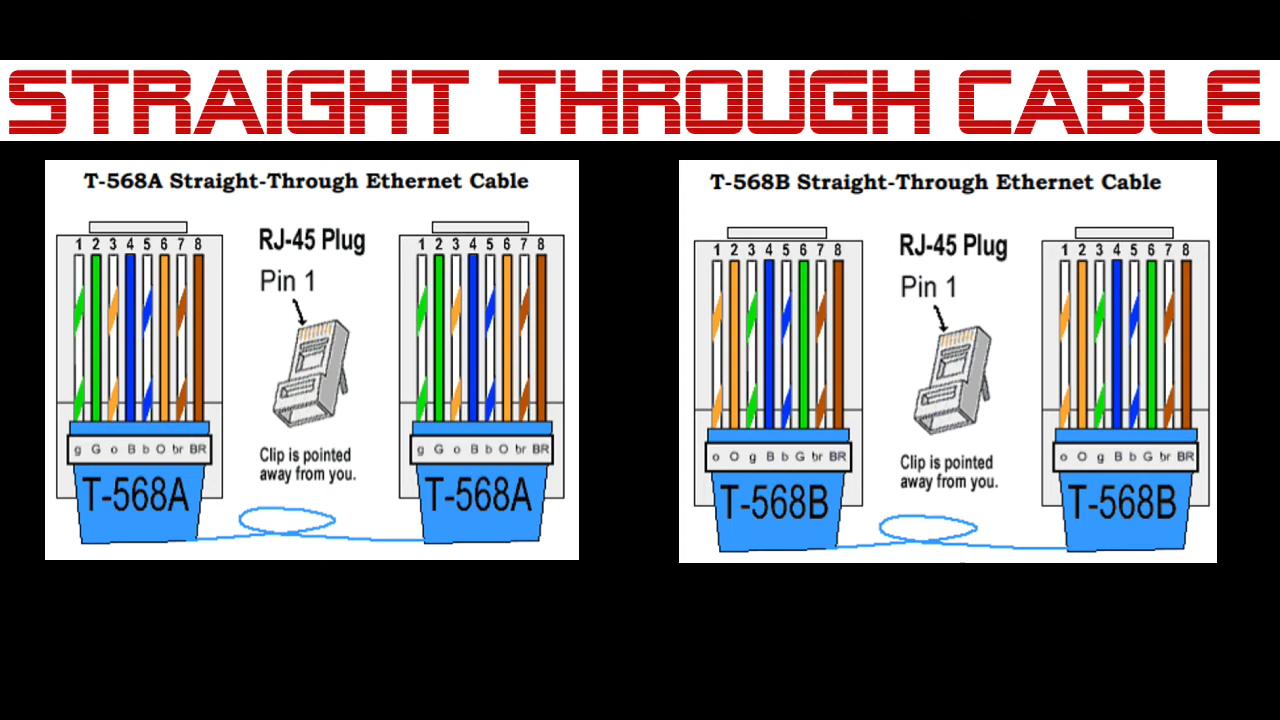 STRAIGHT THROUGH CABLE
T-568A Straight-Through Ethernet Cable
1 2 3 4 5 6 7 8
RJ-45 Plug
Pin 1
1 2 3 4 5 6 7 8
Clip is pointed
away from you.
g G o B b O br BR
g G o B b O br BR
T-568A
T-568A
T-568B Straight-Through Ethernet Cable
1 2 3 4 5 6 7 8
RJ-45 Plug
Pin 1
1 2 3 4 5 6 7 8
Clip is pointed
away from you.
o O g B b G br BR
o O g B b G br BR
T-568B
T-568B